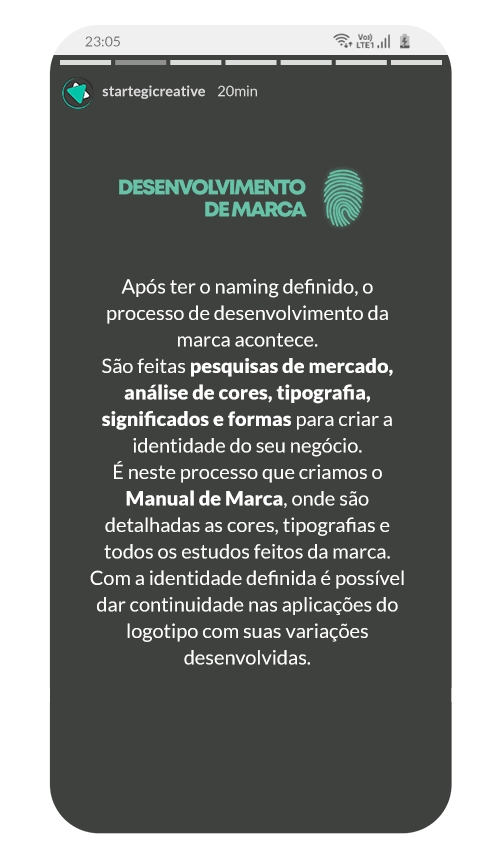 23:05
Vo))
LTE1
startegicreative 20min
DESENVOLVIMENTO
DE MARCA
Após ter o naming definido, o
processo de desenvolvimento da
marca acontece.
São feitas pesquisas de mercado,
análise de cores, tipografia,
significados e formas para criar a
identidade do seu negócio.
É neste processo que criamos o
Manual de Marca, onde são
detalhadas as cores, tipografias e
todos os estudos feitos da marca.
Com a identidade definida é possível
dar continuidade nas aplicações do
logotipo com suas variações
desenvolvidas.